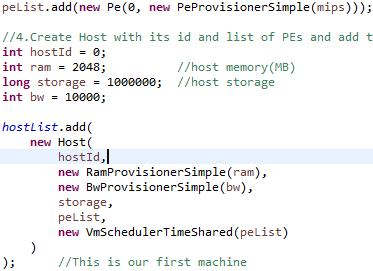 peList.add(new Pe(0, new PeProvisionerSimple(mips)));
//4.Create Host with its id and list of PEs and add t
int hostId = 0;
int ram = 2048;          //host memory(MB)
long storage = 1000000;  //host storage
int bw = 10000;
hostList.add(
    new Host(
        hostId,
        new RamProvisionerSimple(ram),
        new BwProvisionerSimple(bw),
        storage,
        peList,
        new VmSchedulerTimeShared(peList)
    )
);      //This is our first machine